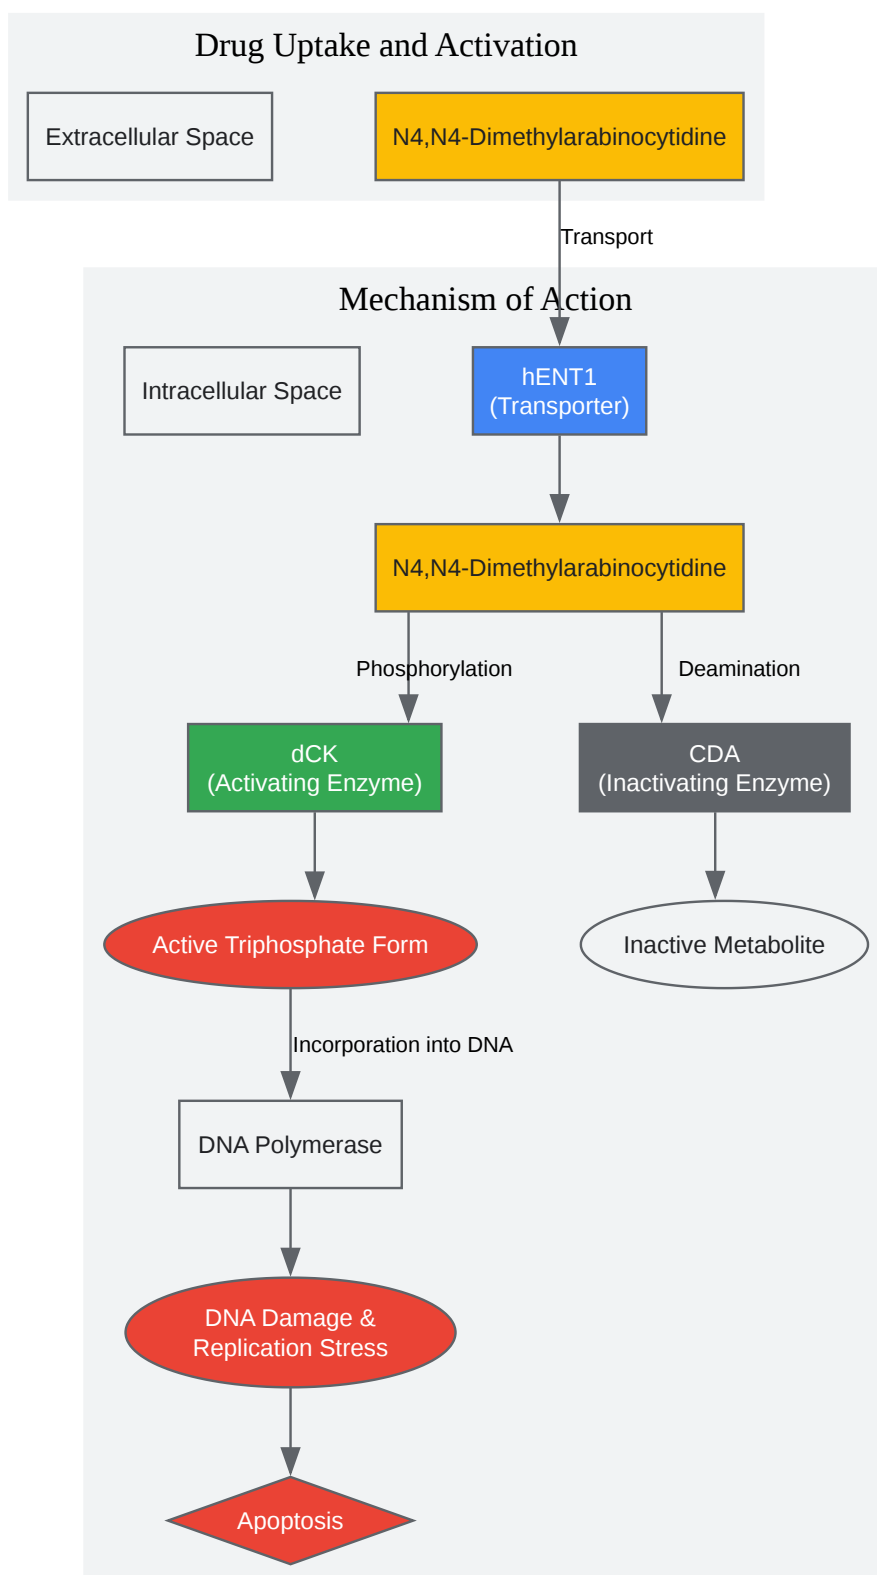 Drug Uptake and Activation
Extracellular Space
N4,N4-Dimethylarabinocytidine
Transport
Mechanism of Action
Intracellular Space
hENT1
(Transporter)
N4,N4-Dimethylarabinocytidine
Phosphorylation
Deamination
dCK
(Activating Enzyme)
CDA
(Inactivating Enzyme)
Active Triphosphate Form
Inactive Metabolite
Incorporation into DNA
DNA Polymerase
DNA Damage &
Replication Stress
Apoptosis